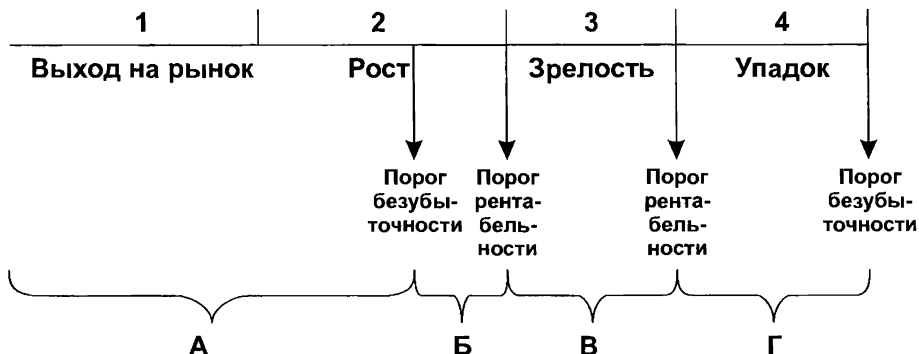 1 2 3 4
Выход на рынок Рост Зрелость Упадок
Порог
безубы-
точности
Порог
рента-
бель-
ности
Порог
рента-
бель-
ности
Порог
безубы-
точности
А Б В Г